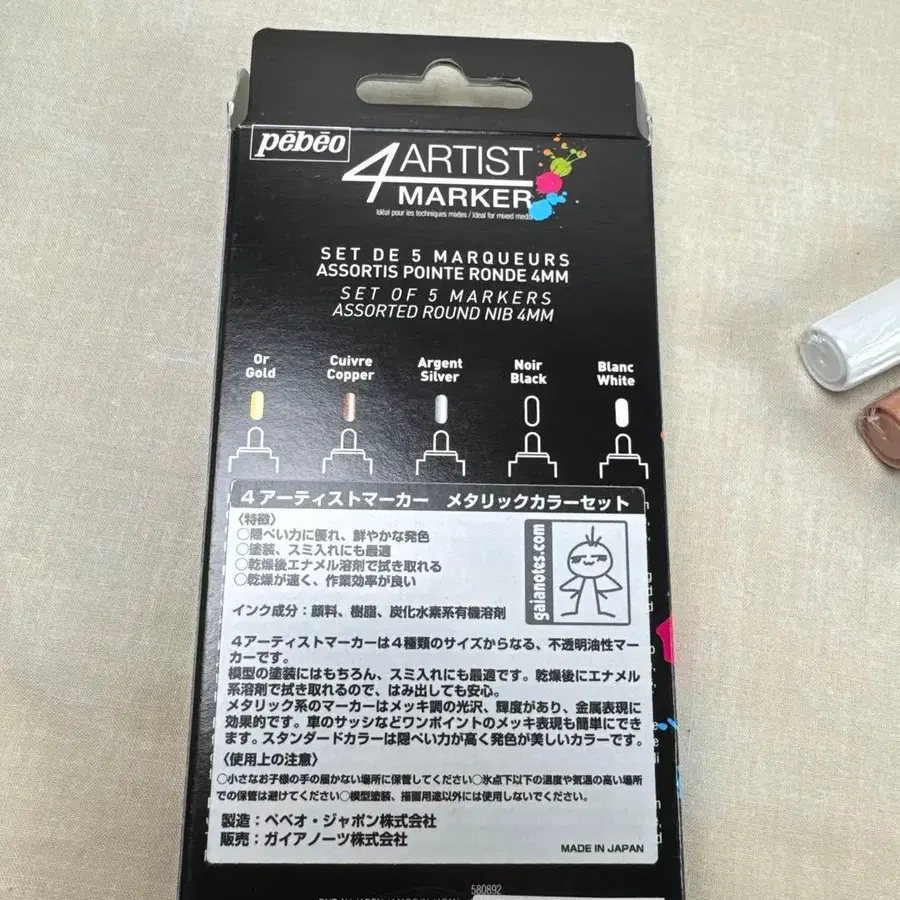 pēbēo
4 ARTIST
MARKER
Idéal pour les techniques mixtes / Ideal for mixed media
SET DE 5 MARQUEURS
ASSORTIS POINTE RONDE 4MM
SET OF 5 MARKERS
ASSORTED ROUND NIB 4MM
Or Cuivre Argent Noir Blanc
Gold Copper Silver Black White
4アーティストマーカー メタリックカラーセット
〈特徴〉
○隠ぺい力に優れ、鮮やかな発色
○塗装、スミ入れにも最適
○乾燥後エナメル溶剤で拭き取れる
○乾燥が速く、作業効率が良い
gaianotes.com
インク成分：顔料、樹脂、炭化水素系有機溶剤
4アーティストマーカーは4種類のサイズからなる、不透明油性マー
カーです。
模型の塗装にはもちろん、スミ入れにも最適です。乾燥後にエナメル
系溶剤で拭き取れるので、はみ出しても安心。
メタリック系のマーカーはメッキ調の光沢、輝度があり、金属表現に
効果的です。車のサッシなどワンポイントのメッキ表現も簡単にでき
ます。スタンダードカラーは隠ぺい力が高く発色が美しいカラーです。
〈使用上の注意〉
○小さなお子様の手の届かない場所に保管してください○氷点下以下の温度や気温の高い場所
での保管は避けてください○模型塗装、描画用途以外には使用しないでください。
製造：ペベオ・ジャポン株式会社
販売：ガイアノーツ株式会社
MADE IN JAPAN
580892